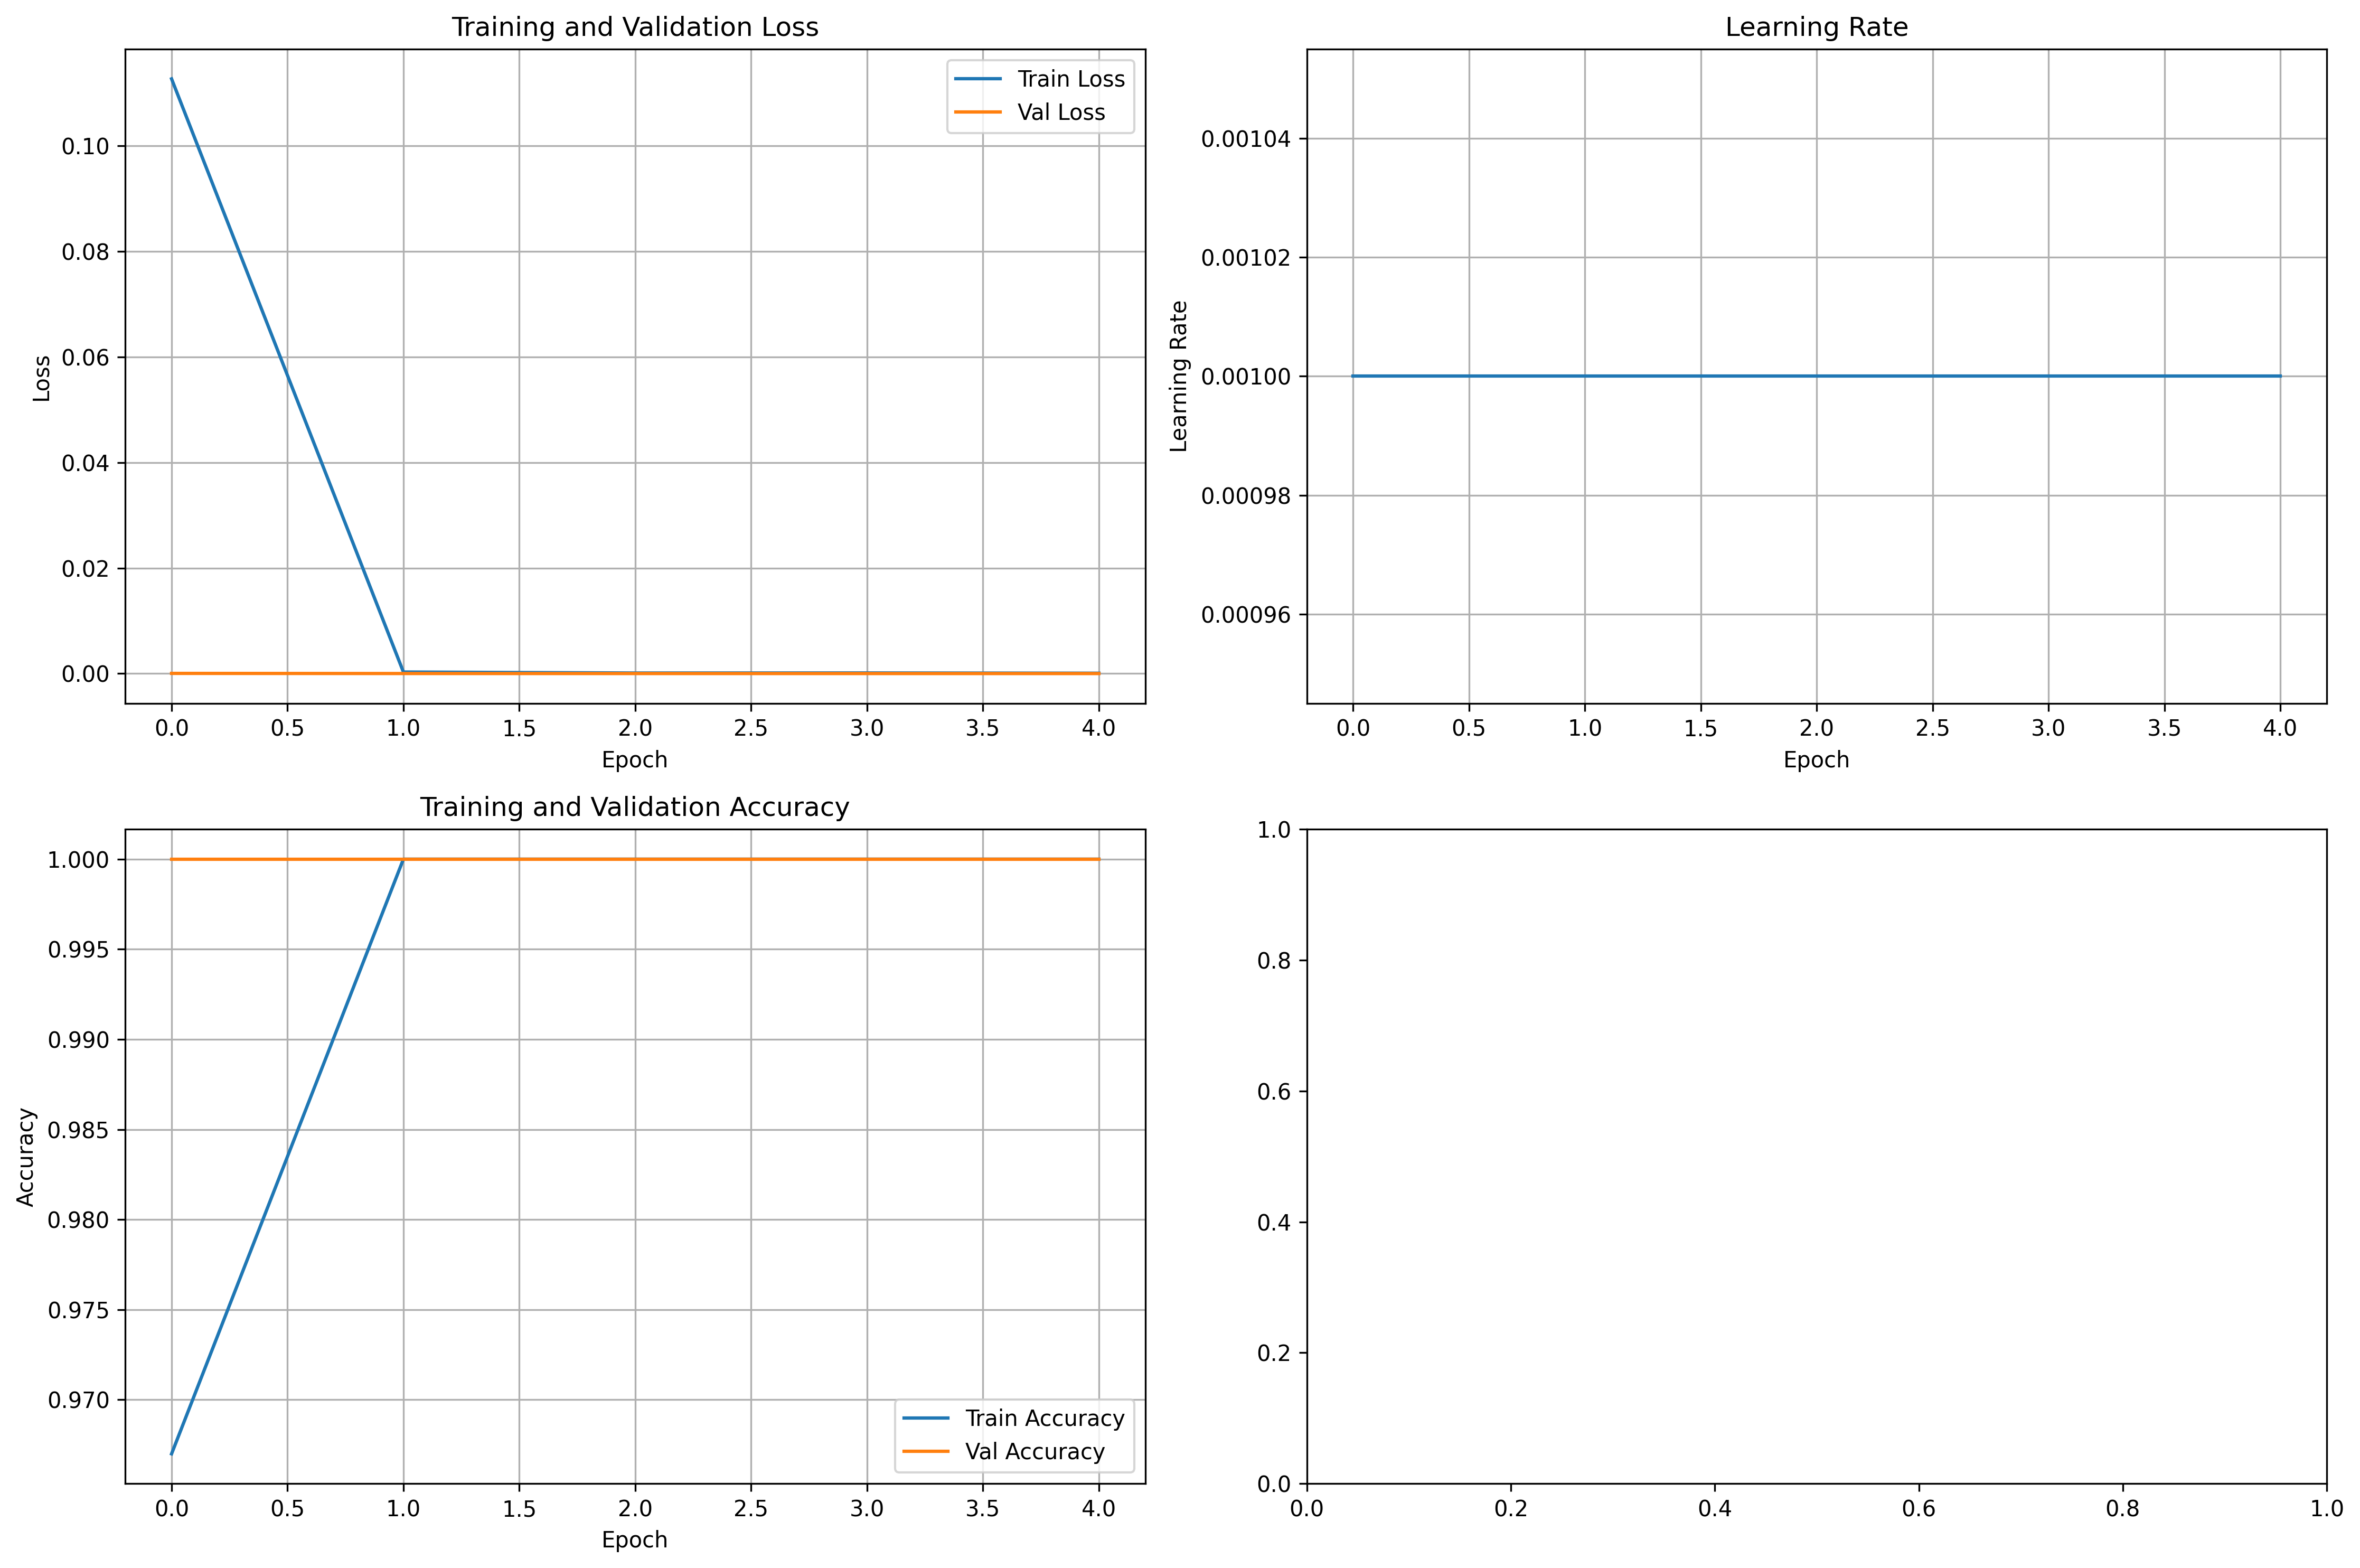 Training and Validation Loss
Train Loss
Val Loss
0.10
0.08
0.06
0.04
0.02
0.00
Loss
0.0 0.5 1.0 1.5 2.0 2.5 3.0 3.5 4.0
Epoch
Learning Rate
0.00104
0.00102
0.00100
0.00098
0.00096
Learning Rate
0.0 0.5 1.0 1.5 2.0 2.5 3.0 3.5 4.0
Epoch
Training and Validation Accuracy
1.000
0.995
0.990
0.985
0.980
0.975
0.970
Accuracy
Train Accuracy
Val Accuracy
0.0 0.5 1.0 1.5 2.0 2.5 3.0 3.5 4.0
Epoch
1.0
0.8
0.6
0.4
0.2
0.0
0.0 0.2 0.4 0.6 0.8 1.0